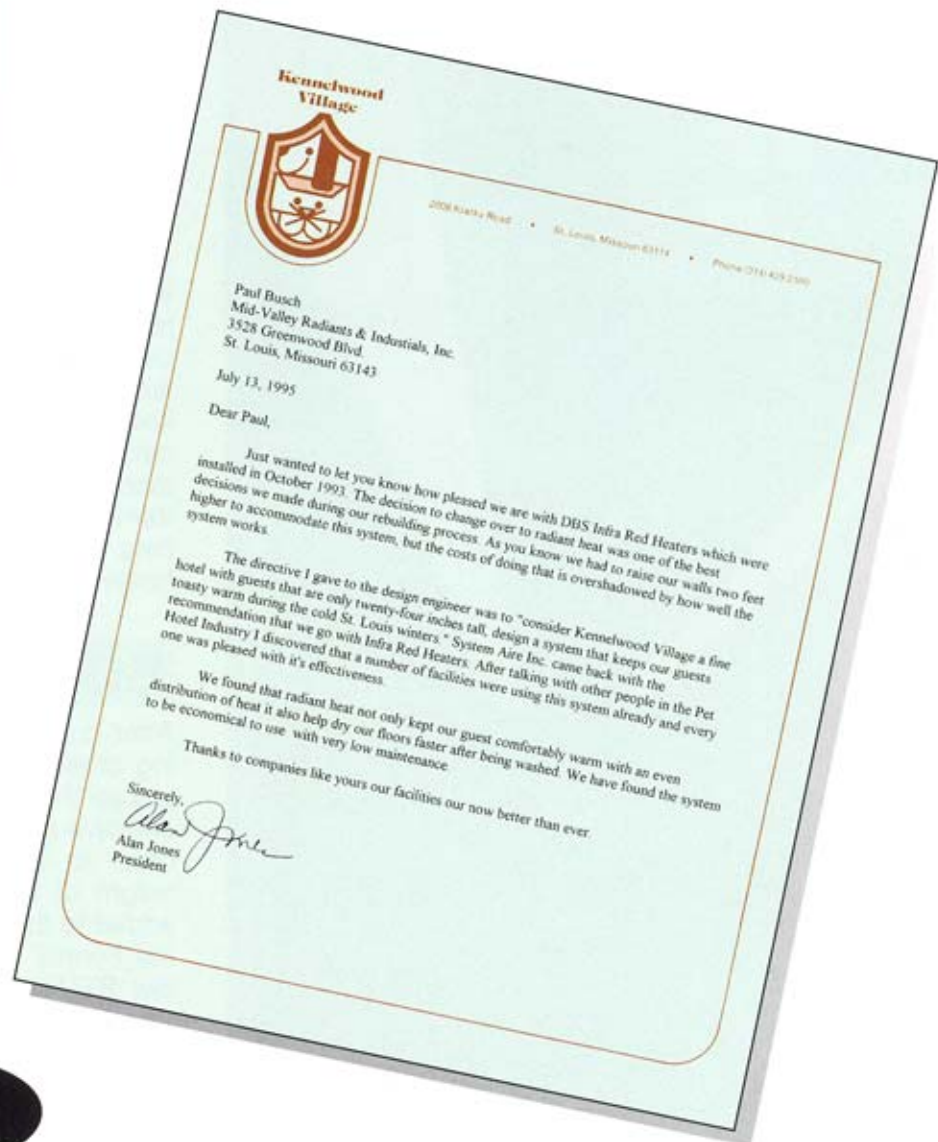 Kennelwood
Village
Road • St. Louis, Missouri 63114 • Phone (314)
Paul Busch
Mid-Valley Radiants & Industials, Inc.
3528 Greenwood Blvd.
St. Louis, Missouri 63143
July 13, 1995
Dear Paul,
Just wanted to let you know how pleased we are with DBS Infra Red Heaters which were
installed in October 1993. The decision to change over to radiant heat was one of the best
decisions we made during our rebuilding process. As you know we had to raise our walls two feet
higher to accommodate this system, but the costs of doing that is overshadowed by how well the
system works.
The directive I gave to the design engineer was to "consider Kennelwood Village a fine
hotel with guests that are only twenty-four inches tall, design a system that keeps our guests
toasty warm during the cold St. Louis winters." System Aire Inc. came back with the
recommendation that we go with Infra Red Heaters. After talking with other people in the Pet
Hotel Industry I discovered that a number of facilities were using this system already and every
one was pleased with it's effectiveness.
We found that radiant heat not only kept our guest comfortably warm with an even
distribution of heat it also help dry our floors faster after being washed. We have found the system
to be economical to use with very low maintenance.
Thanks to companies like yours our facilities our now better than ever.
Sincerely,
Alan Jones
Alan Jones
President